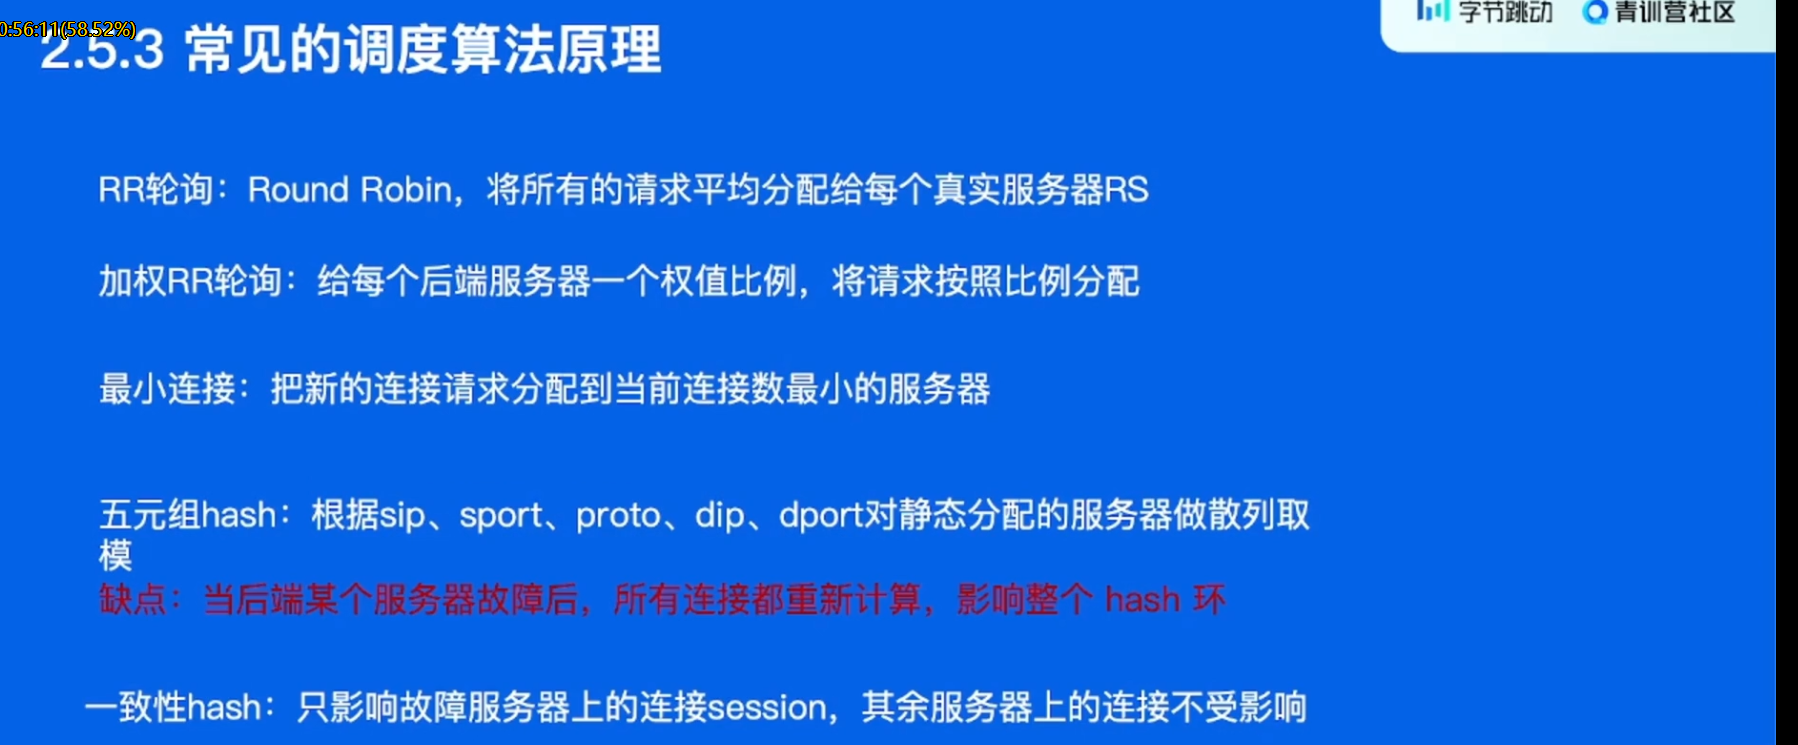 0:56:11(58.52%)
字节跳动 青训营社区
2.5.3 常见的调度算法原理
RR轮询：Round Robin，将所有的请求平均分配给每个真实服务器RS
加权RR轮询：给每个后端服务器一个权值比例，将请求按照比例分配
最小连接：把新的连接请求分配到当前连接数最小的服务器
五元组hash：根据sip、sport、proto、dip、dport对静态分配的服务器做散列取
模
缺点：当后端某个服务器故障后，所有连接都重新计算，影响整个 hash 环
一致性hash：只影响故障服务器上的连接session，其余服务器上的连接不受影响